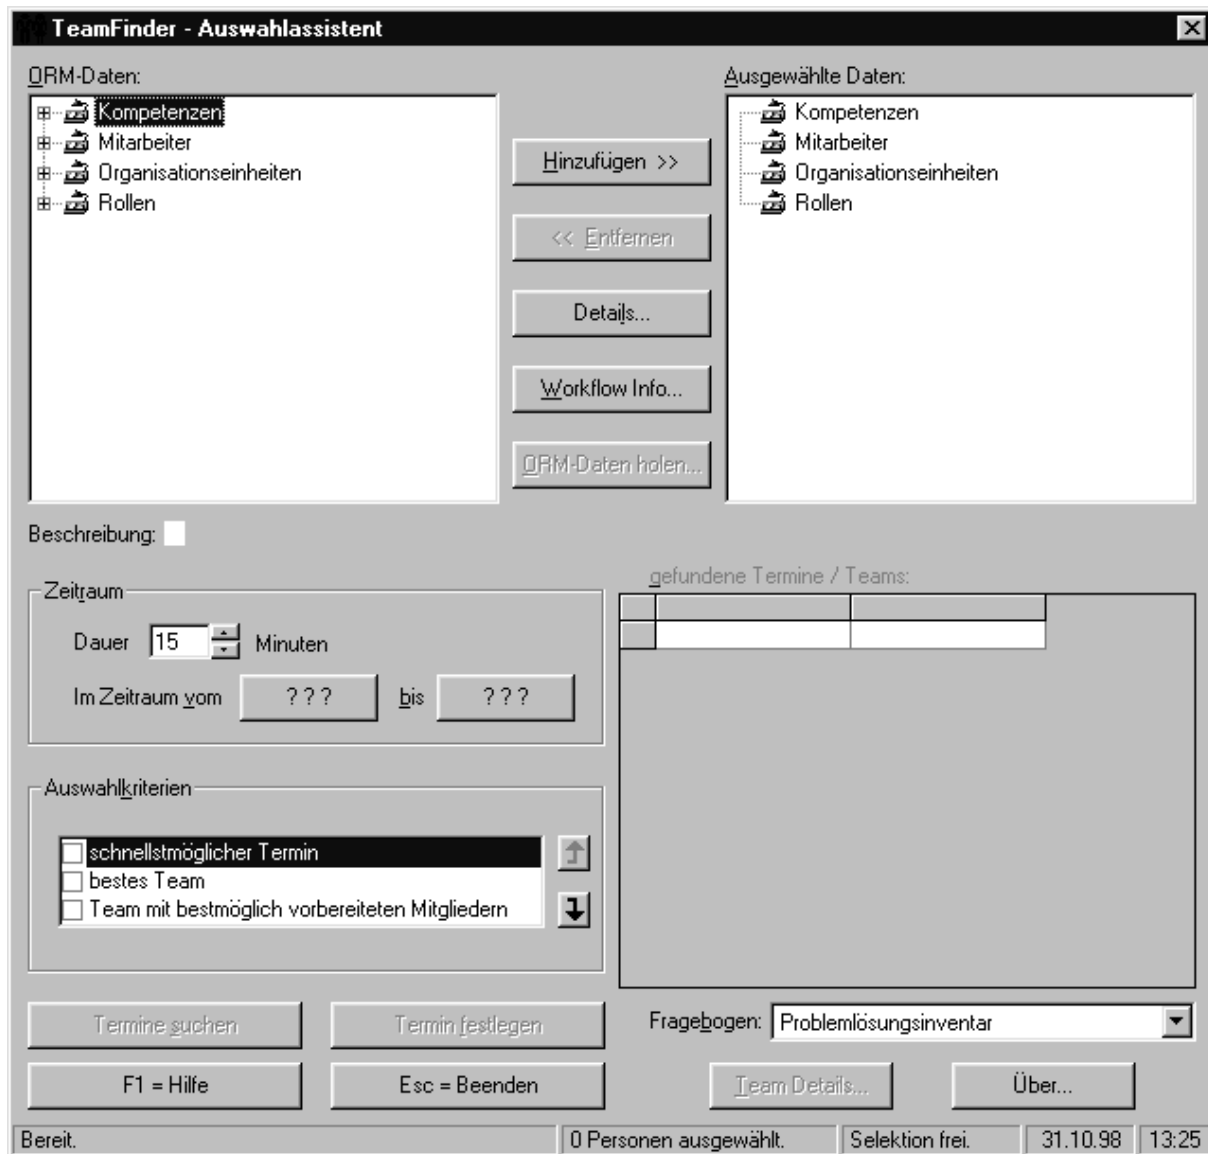 TeamFinder - Auswahlassistent
ORM-Daten:
Kompetenzen
Mitarbeiter
Organisationseinheiten
Rollen
Hinzufügen >>
<< Entfernen
Details...
Workflow Info...
ORM-Daten holen...
Ausgewählte Daten:
Kompetenzen
Mitarbeiter
Organisationseinheiten
Rollen
Beschreibung:
Zeitraum
Dauer 15 Minuten
Im Zeitraum vom ? ? ? bis ? ? ?
Auswahlkriterien
schnellstmöglicher Termin
bestes Team
Team mit bestmöglich vorbereiteten Mitgliedern
gefundene Termine / Teams:
Termine suchen
Termin festlegen
Fragebogen: Problemlösungsinventar
F1 = Hilfe
Esc = Beenden
Team Details...
Über...
Bereit.
0 Personen ausgewählt.
Selektion frei.
31.10.98
13:25